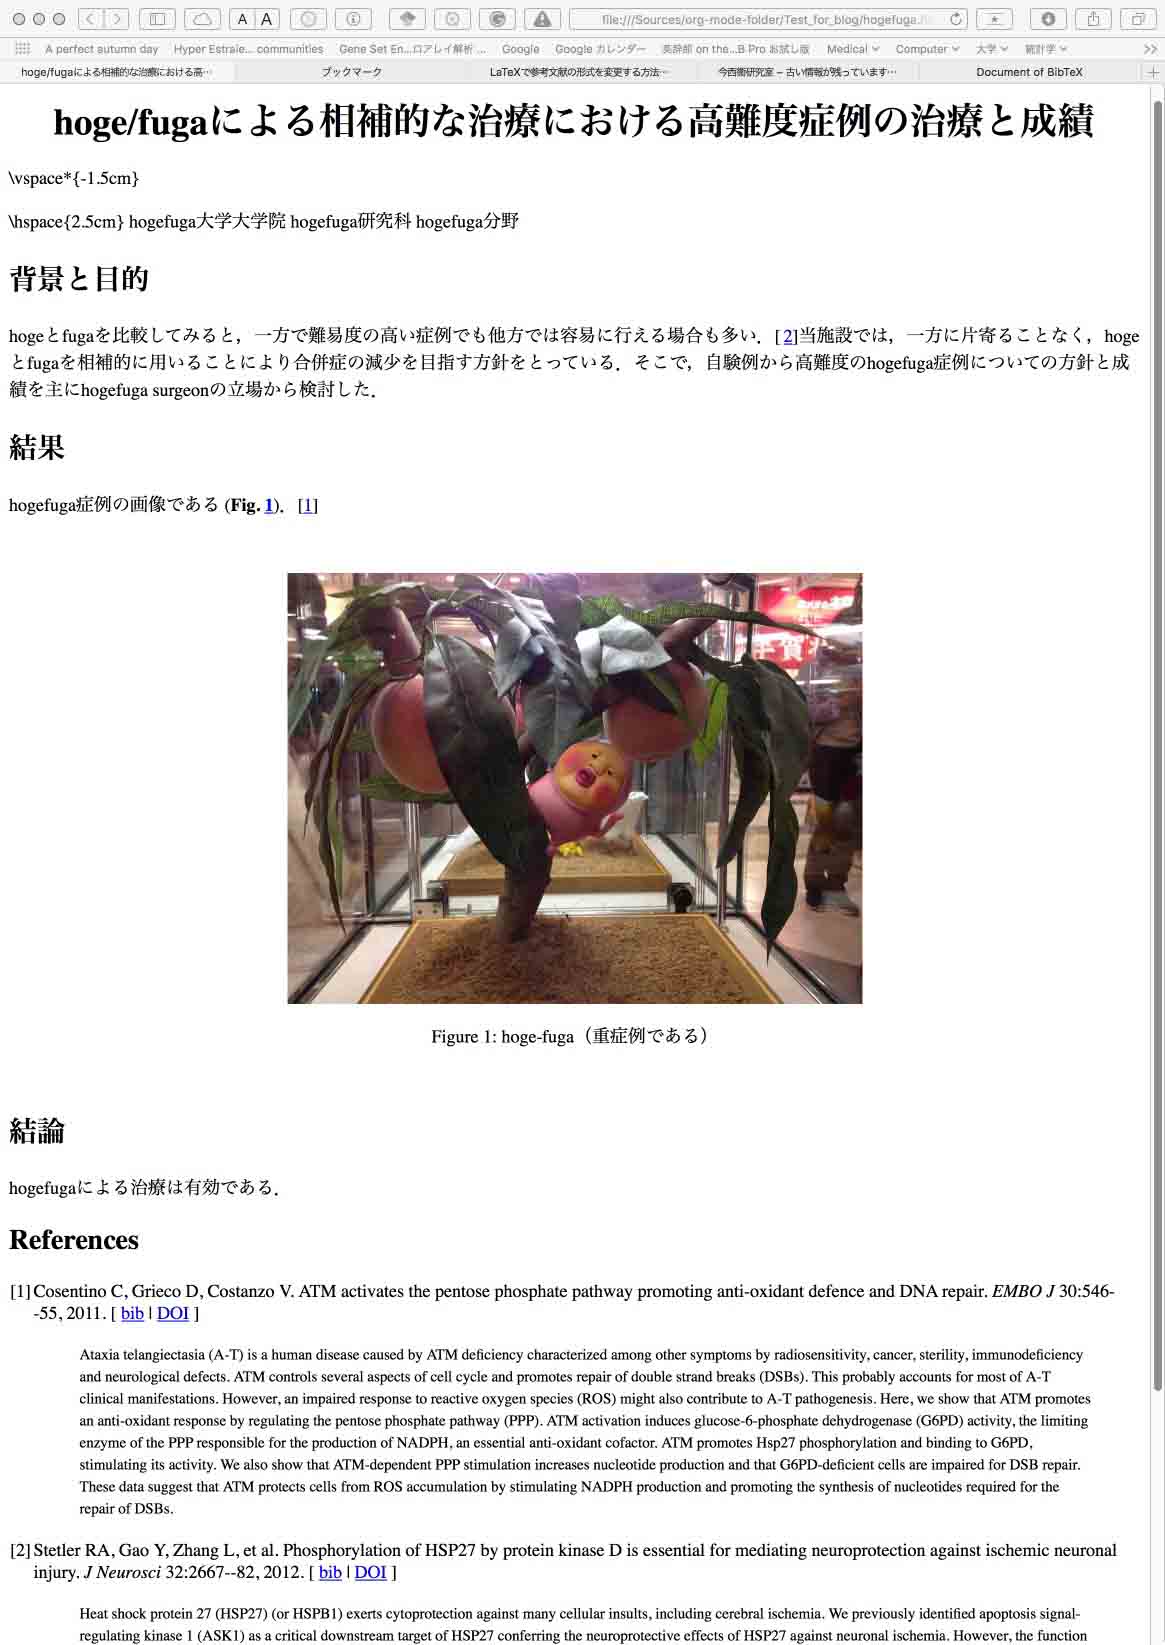 file:///Sources/org-mode-folder/Test_for_blog/hogefuga.
A A
A perfect autumn day Hyper Estraie... communities Gene Set En...ロアレイ解析 ... Google Google カレンダー 英辞郎 on the...B Pro お試し版 Medical Computer 大学 統計学
hoge/fugaによる相補的な治療における高… ブックマーク LaTeXで参考文献の形式を変更する方法… 今西衞研究室 – 古い情報が残っています… Document of BibTeX
hoge/fugaによる相補的な治療における高難度症例の治療と成績
\vspace*{-1.5cm}
\hspace{2.5cm} hogefuga大学大学院 hogefuga研究科 hogefuga分野
背景と目的
hogeとfugaを比較してみると，一方で難易度の高い症例でも他方では容易に行える場合も多い．[2]当施設では，一方に片寄ることなく，hoge
とfugaを相補的に用いることにより合併症の減少を目指す方針をとっている．そこで，自験例から高難度のhogefuga症例についての方針と成
績を主にhogefuga surgeonの立場から検討した．
結果
hogefuga症例の画像である (Fig. 1)．[1]
Figure 1: hoge-fuga（重症例である）
結論
hogefugaによる治療は有効である．
References
[1] Cosentino C, Grieco D, Costanzo V. ATM activates the pentose phosphate pathway promoting anti-oxidant defence and DNA repair. EMBO J 30:546-
-55, 2011. [ bib | DOI ]
Ataxia telangiectasia (A-T) is a human disease caused by ATM deficiency characterized among other symptoms by radiosensitivity, cancer, sterility, immunodeficiency
and neurological defects. ATM controls several aspects of cell cycle and promotes repair of double strand breaks (DSBs). This probably accounts for most of A-T
clinical manifestations. However, an impaired response to reactive oxygen species (ROS) might also contribute to A-T pathogenesis. Here, we show that ATM promotes
an anti-oxidant response by regulating the pentose phosphate pathway (PPP). ATM activation induces glucose-6-phosphate dehydrogenase (G6PD) activity, the limiting
enzyme of the PPP responsible for the production of NADPH, an essential anti-oxidant cofactor. ATM promotes Hsp27 phosphorylation and binding to G6PD,
stimulating its activity. We also show that ATM-dependent PPP stimulation increases nucleotide production and that G6PD-deficient cells are impaired for DSB repair.
These data suggest that ATM protects cells from ROS accumulation by stimulating NADPH production and promoting the synthesis of nucleotides required for the
repair of DSBs.
[2] Stetler RA, Gao Y, Zhang L, et al. Phosphorylation of HSP27 by protein kinase D is essential for mediating neuroprotection against ischemic neuronal
injury. J Neurosci 32:2667--82, 2012. [ bib | DOI ]
Heat shock protein 27 (HSP27) (or HSPB1) exerts cytoprotection against many cellular insults, including cerebral ischemia. We previously identified apoptosis signal-
regulating kinase 1 (ASK1) as a critical downstream target of HSP27 conferring the neuroprotective effects of HSP27 against neuronal ischemia. However, the function